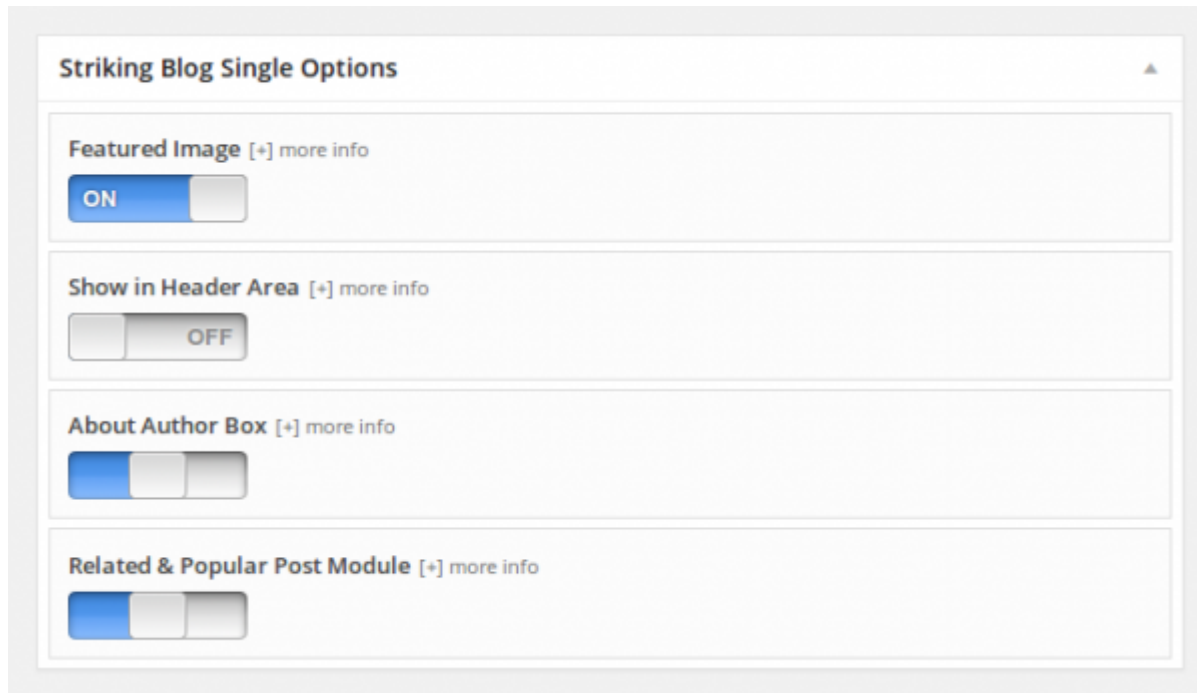 Striking Blog Single Options
Featured Image [+] more info
ON
Show in Header Area [+] more info
OFF
About Author Box [+] more info
Related & Popular Post Module [+] more info